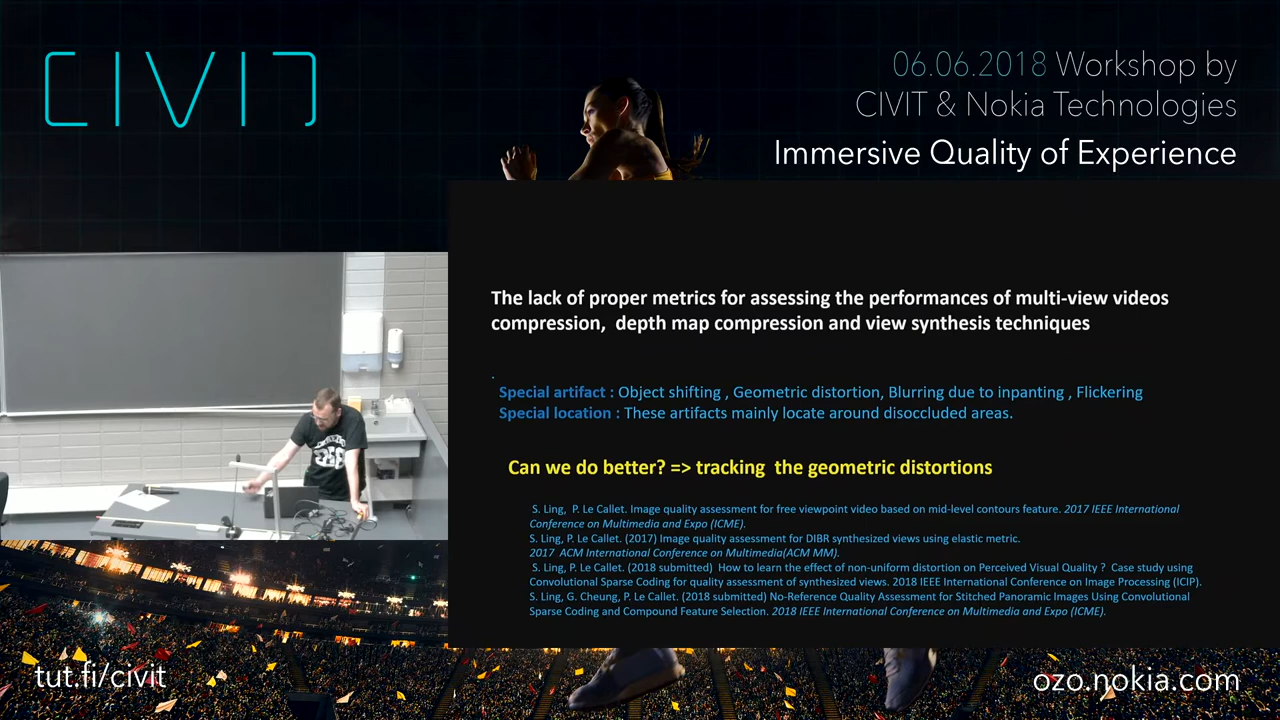 CIVIT
06.06.2018 Workshop by
CIVIT & Nokia Technologies
Immersive Quality of Experience
The lack of proper metrics for assessing the performances of multi-view videos
compression, depth map compression and view synthesis techniques
.
Special artifact : Object shifting , Geometric distortion, Blurring due to inpanting , Flickering
Special location : These artifacts mainly locate around disoccluded areas.
Can we do better? => tracking the geometric distortions
S. Ling, P. Le Callet. Image quality assessment for free viewpoint video based on mid-level contours feature. 2017 IEEE International
Conference on Multimedia and Expo (ICME).
S. Ling, P. Le Callet. (2017) Image quality assessment for DIBR synthesized views using elastic metric.
2017 ACM International Conference on Multimedia(ACM MM).
S. Ling, P. Le Callet. (2018 submitted) How to learn the effect of non-uniform distortion on Perceived Visual Quality ? Case study using
Convolutional Sparse Coding for quality assessment of synthesized views. 2018 IEEE International Conference on Image Processing (ICIP).
S. Ling, G. Cheung, P. Le Callet. (2018 submitted) No-Reference Quality Assessment for Stitched Panoramic Images Using Convolutional
Sparse Coding and Compound Feature Selection. 2018 IEEE International Conference on Multimedia and Expo (ICME).
tut.fi/civit
ozo.nokia.com